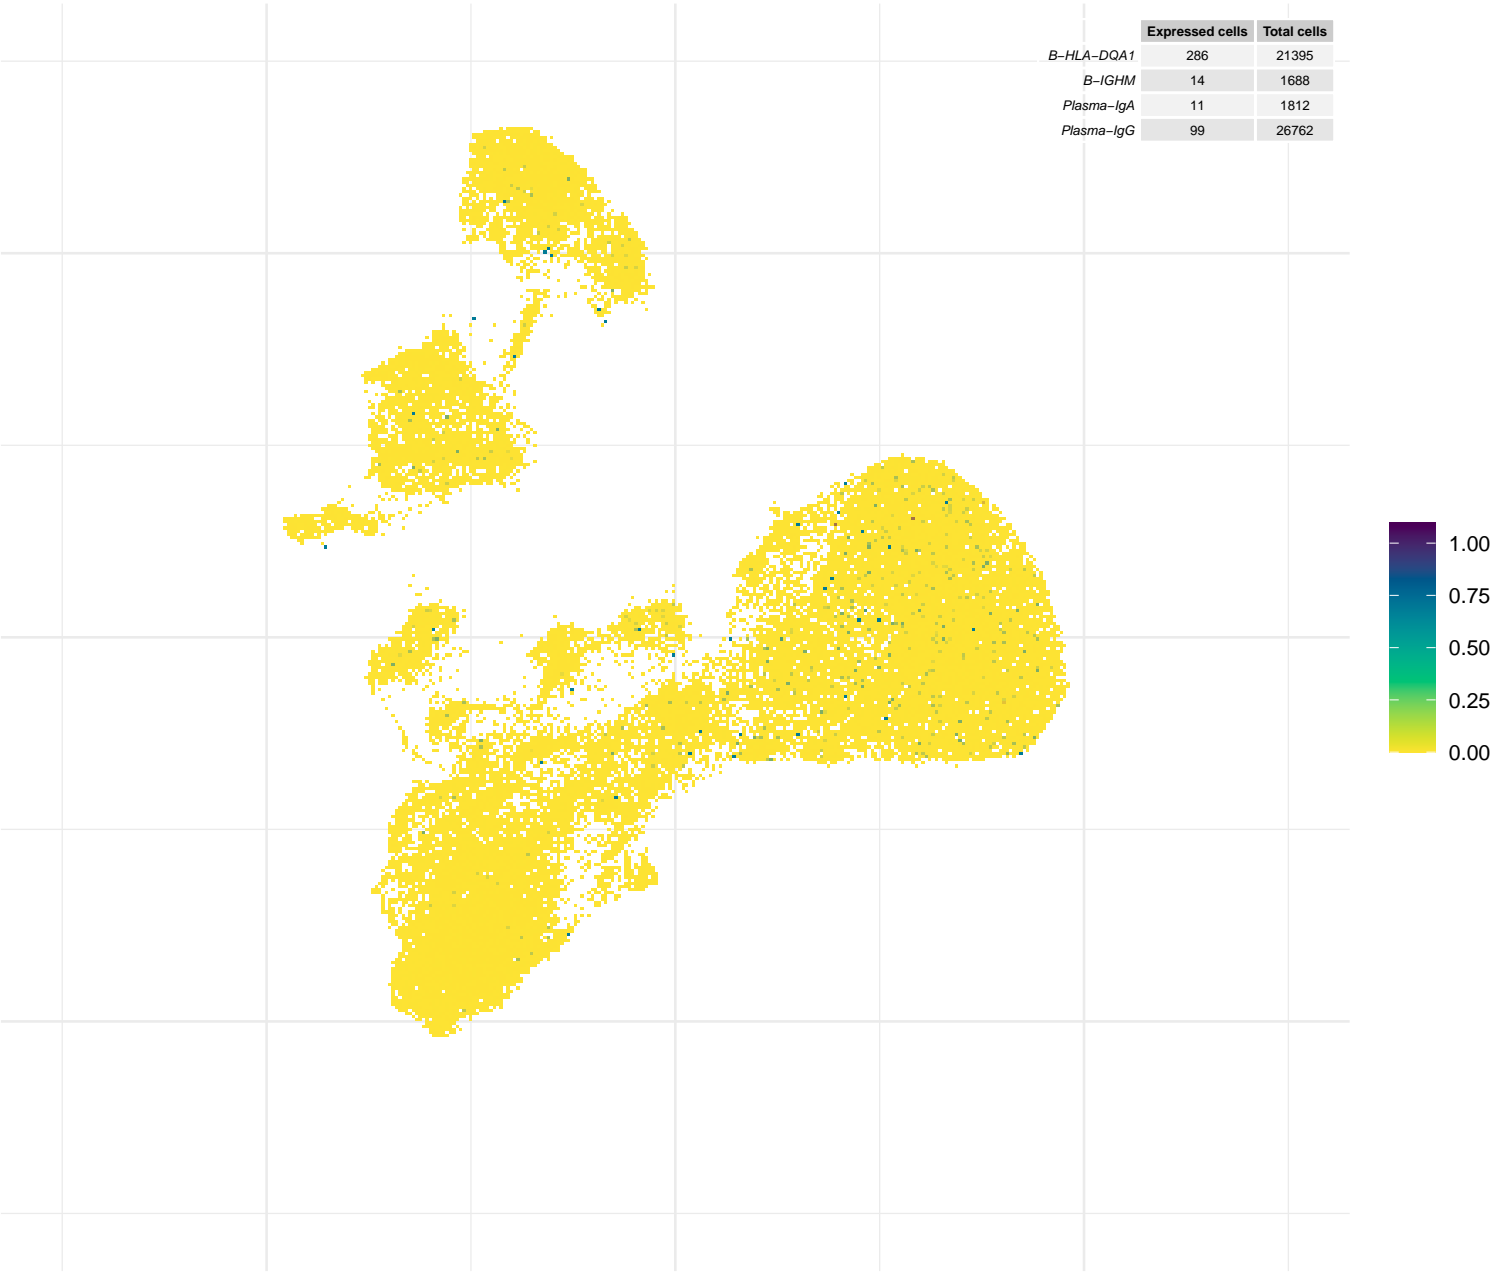 Expressed cells Total cells
B−HLA−DQA1 286 21395
B−IGHM 14 1688
Plasma−IgA 11 1812
Plasma−IgG 99 26762
1.00
0.75
0.50
0.25
0.00